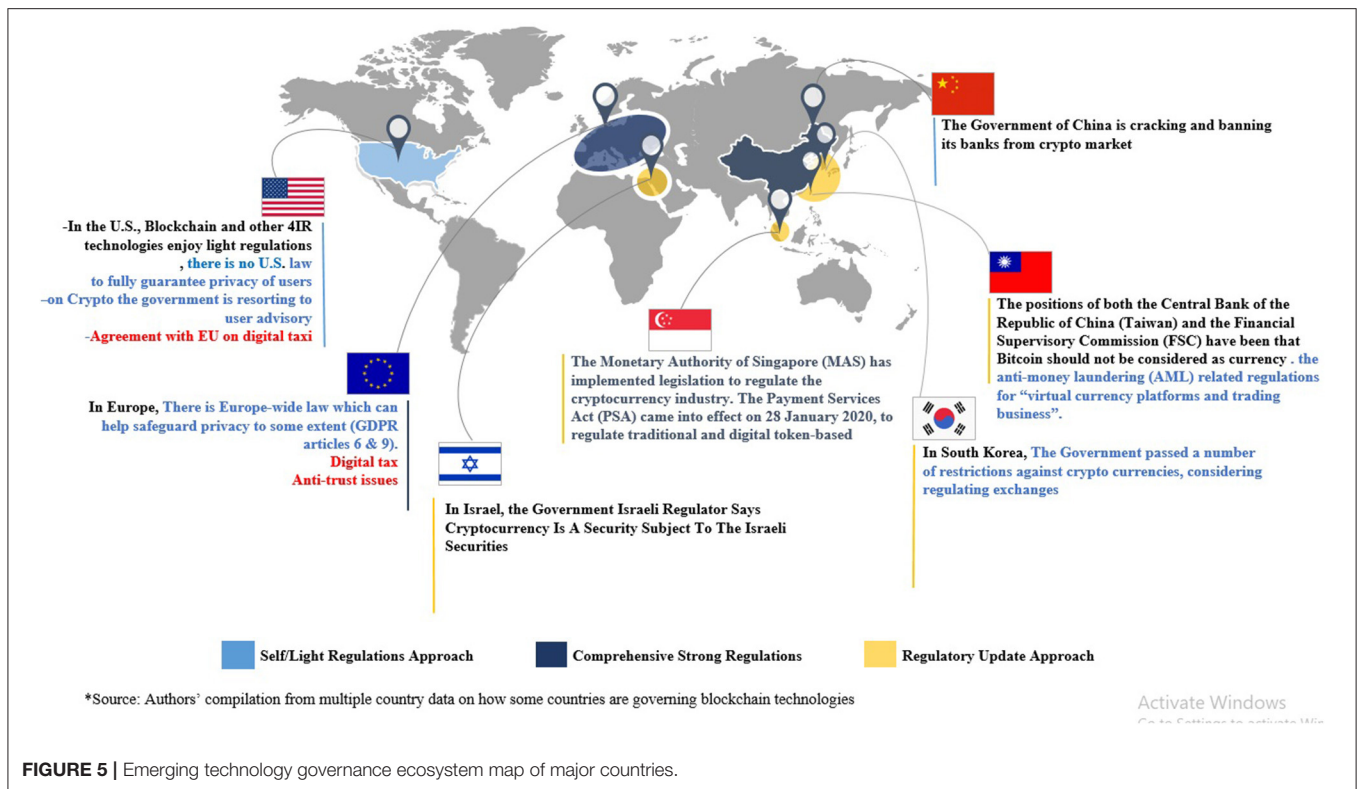 The Government of China is cracking and banning
its banks from crypto market
-In the U.S., Blockchain and other 4IR
technologies enjoy light regulations
, there is no U.S. law
to fully guarantee privacy of users
-on Crypto the government is resorting to
user advisory
-Agreement with EU on digital taxi
The positions of both the Central Bank of the
Republic of China (Taiwan) and the Financial
Supervisory Commission (FSC) have been that
Bitcoin should not be considered as currency . the
anti-money laundering (AML) related regulations
for “virtual currency platforms and trading
business”.
The Monetary Authority of Singapore (MAS) has
implemented legislation to regulate the
cryptocurrency industry. The Payment Services
Act (PSA) came into effect on 28 January 2020, to
regulate traditional and digital token-based
In Europe, There is Europe-wide law which can
help safeguard privacy to some extent (GDPR
articles 6 & 9).
Digital tax
Anti-trust issues
In South Korea, The Government passed a number
of restrictions against crypto currencies, considering
regulating exchanges
In Israel, the Government Israeli Regulator Says
Cryptocurrency Is A Security Subject To The Israeli
Securities
Self/Light Regulations Approach
Comprehensive Strong Regulations
Regulatory Update Approach
*Source: Authors’ compilation from multiple country data on how some countries are governing blockchain technologies
Activate Windows
Go to Settings to activate Win
FIGURE 5 | Emerging technology governance ecosystem map of major countries.